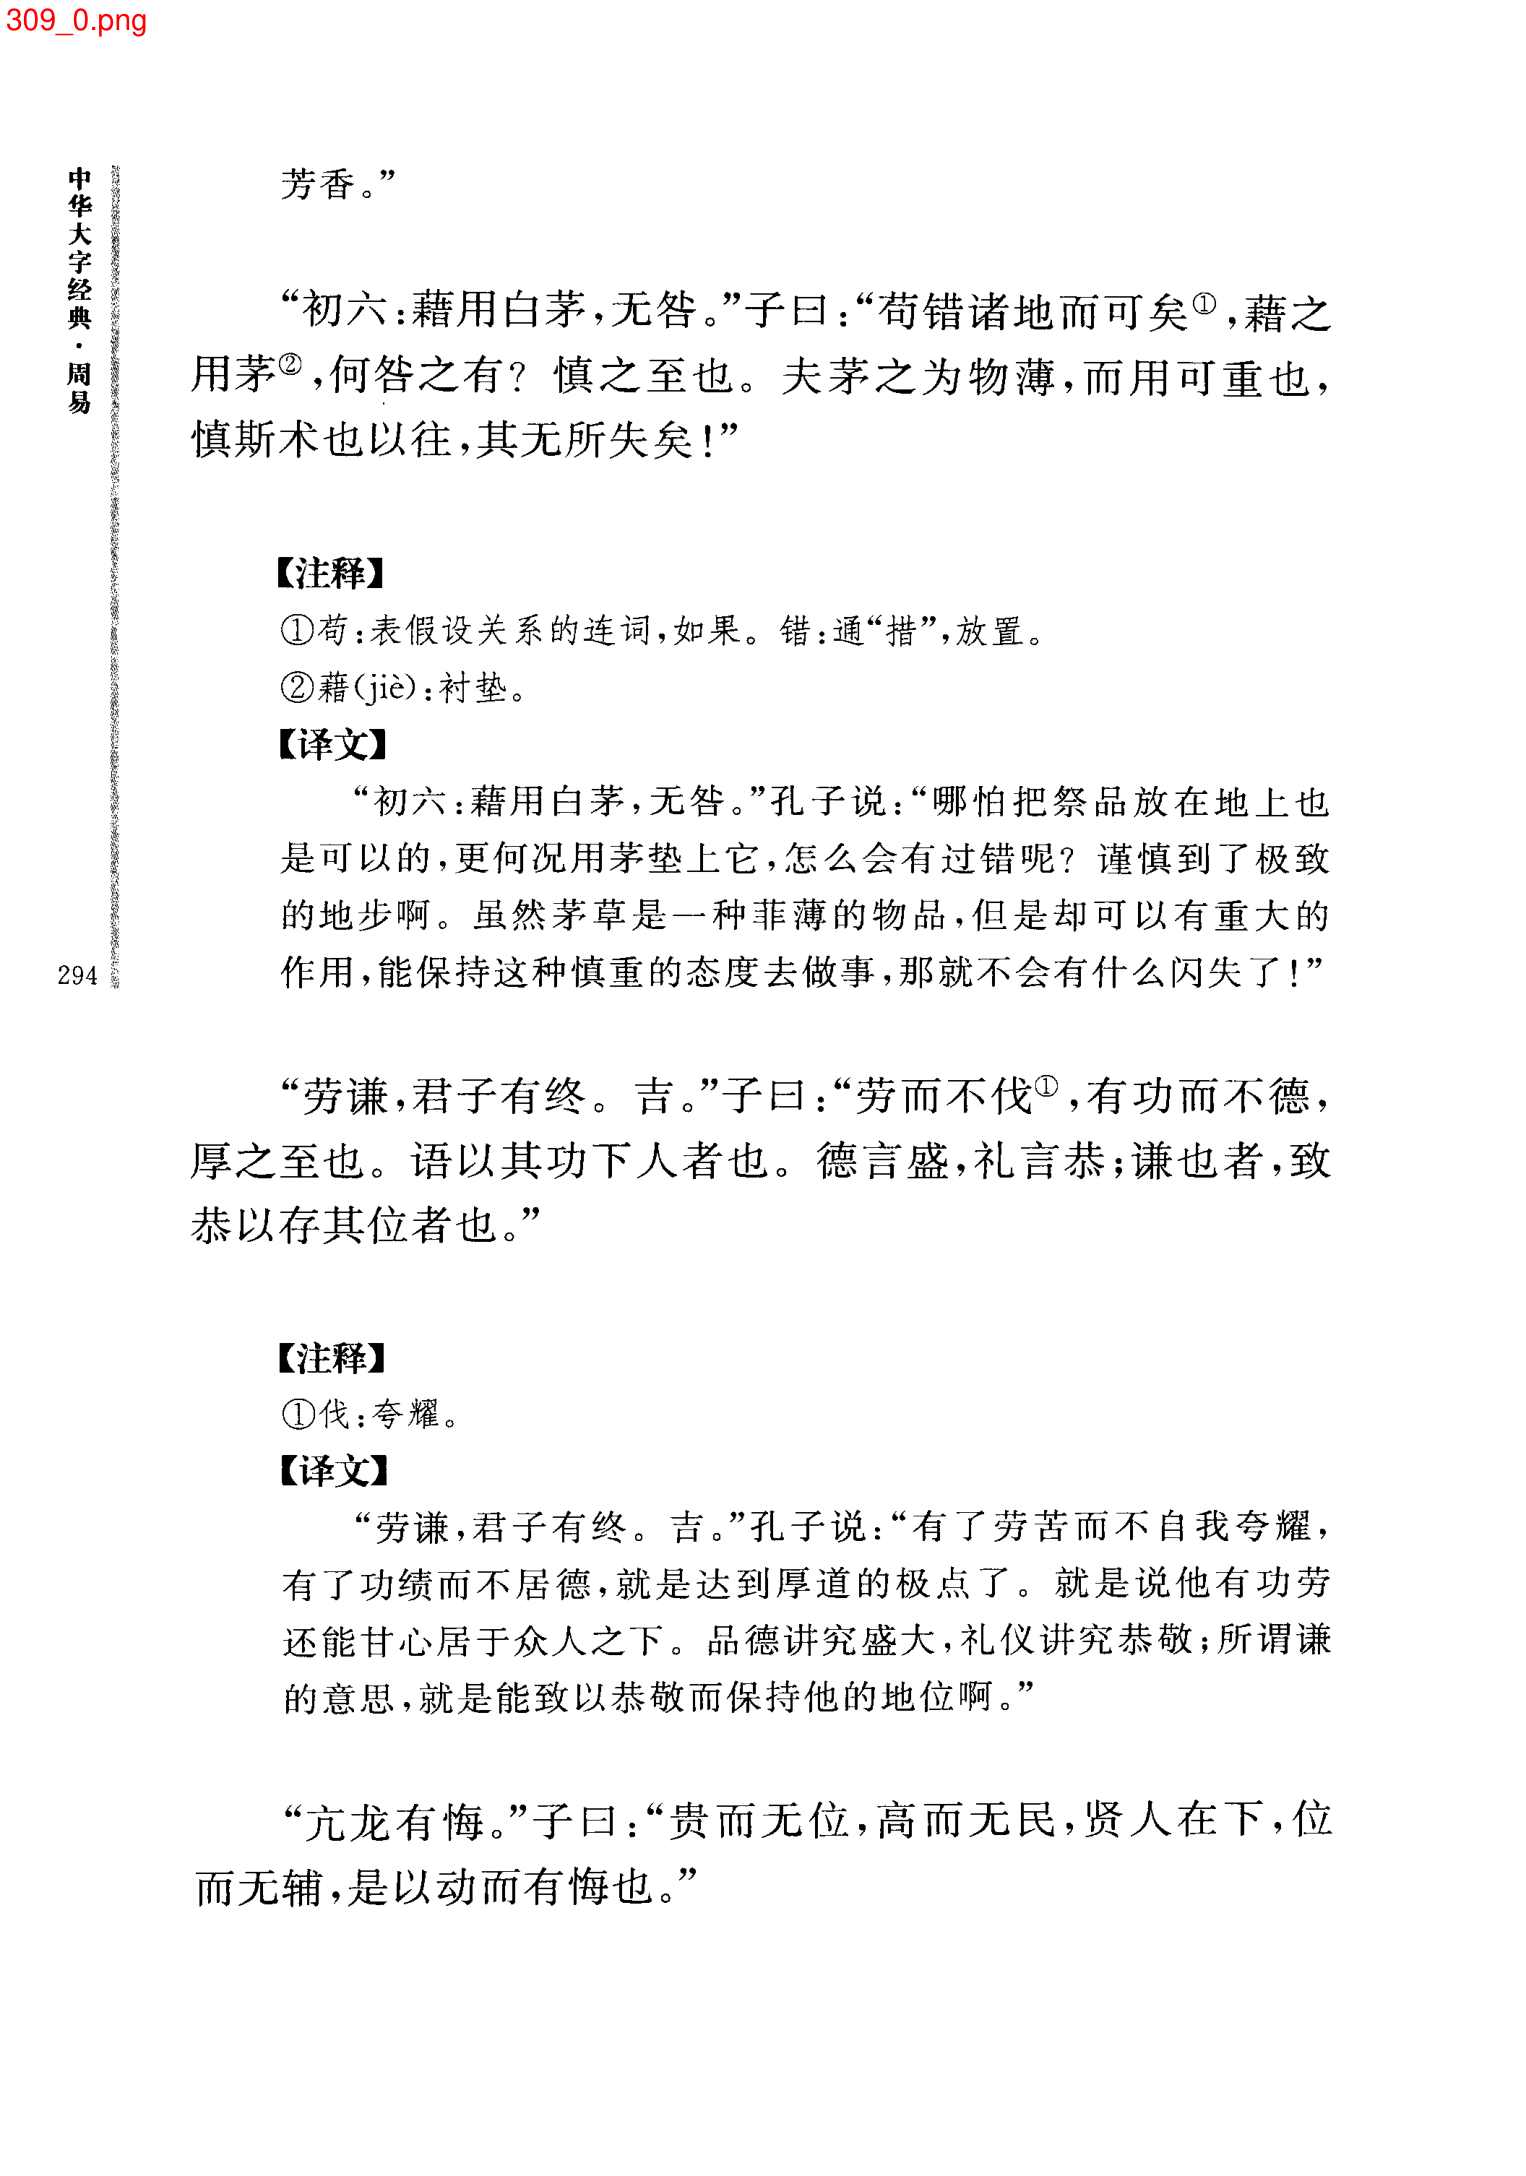 309_0.png
中华大字经典·周易
294
芳香。”
“初六:藉用白茅,无咎。”子曰:“苟错诸地而可矣①,藉之
用茅②,何咎之有? 慎之至也。夫茅之为物薄,而用可重也,
慎斯术也以往,其无所失矣!”
【注释】
①苟:表假设关系的连词,如果。错:通“措”,放置。
②藉(jiè):衬垫。
【译文】
“初六:藉用白茅,无咎。”孔子说:“哪怕把祭品放在地上也
是可以的,更何况用茅垫上它,怎么会有过错呢? 谨慎到了极致
的地步啊。虽然茅草是一种菲薄的物品,但是却可以有重大的
作用,能保持这种慎重的态度去做事,那就不会有什么闪失了!”
“劳谦,君子有终。吉。”子曰:“劳而不伐①,有功而不德,
厚之至也。语以其功下人者也。德言盛,礼言恭;谦也者,致
恭以存其位者也。”
【注释】
①伐:夸耀。
【译文】
“劳谦,君子有终。吉。”孔子说:“有了劳苦而不自我夸耀,
有了功绩而不居德,就是达到厚道的极点了。就是说他有功劳
还能甘心居于众人之下。品德讲究盛大,礼仪讲究恭敬;所谓谦
的意思,就是能致以恭敬而保持他的地位啊。”
“亢龙有悔。”子曰:“贵而无位,高而无民,贤人在下,位
而无辅,是以动而有悔也。”